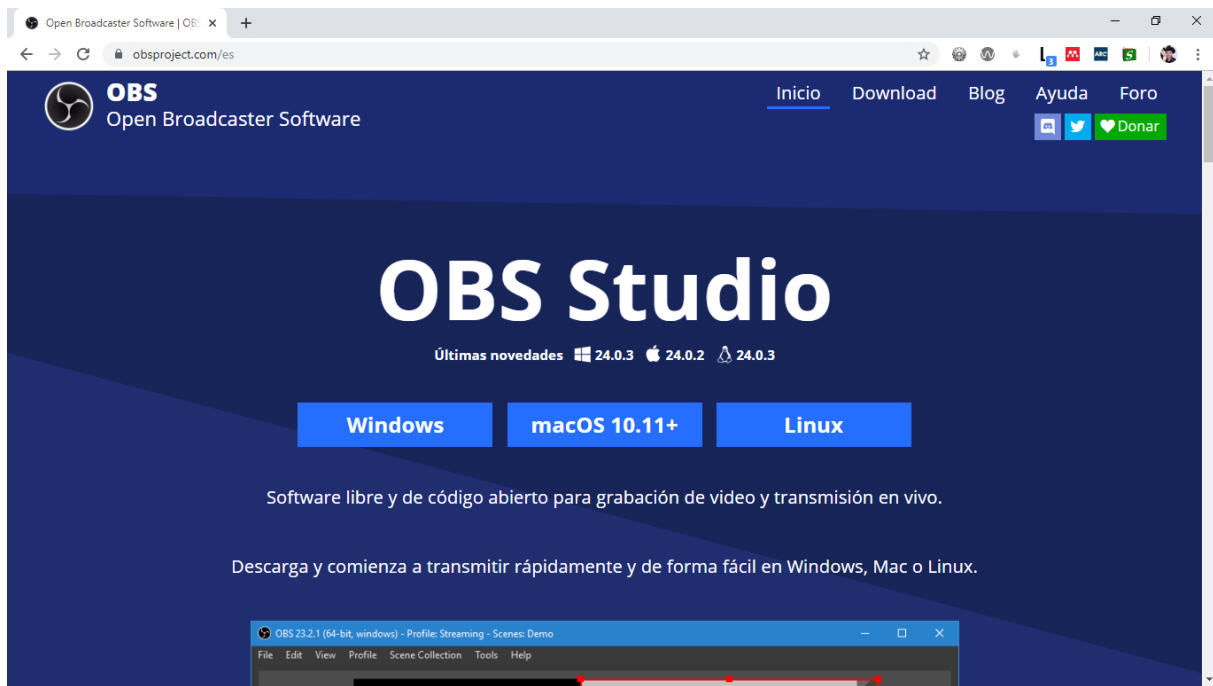 Open Broadcaster Software | OBS
obsproject.com/es
3
ABC
S
OBS
Open Broadcaster Software
Inicio Download Blog Ayuda Foro
Donar
OBS Studio
Últimas novedades 24.0.3 24.0.2 24.0.3
Windows macOS 10.11+ Linux
Software libre y de código abierto para grabación de video y transmisión en vivo.
Descarga y comienza a transmitir rápidamente y de forma fácil en Windows, Mac o Linux.
OBS 23.2.1 (64-bit, windows) - Profile: Streaming - Scenes: Demo
File Edit View Profile Scene Collection Tools Help